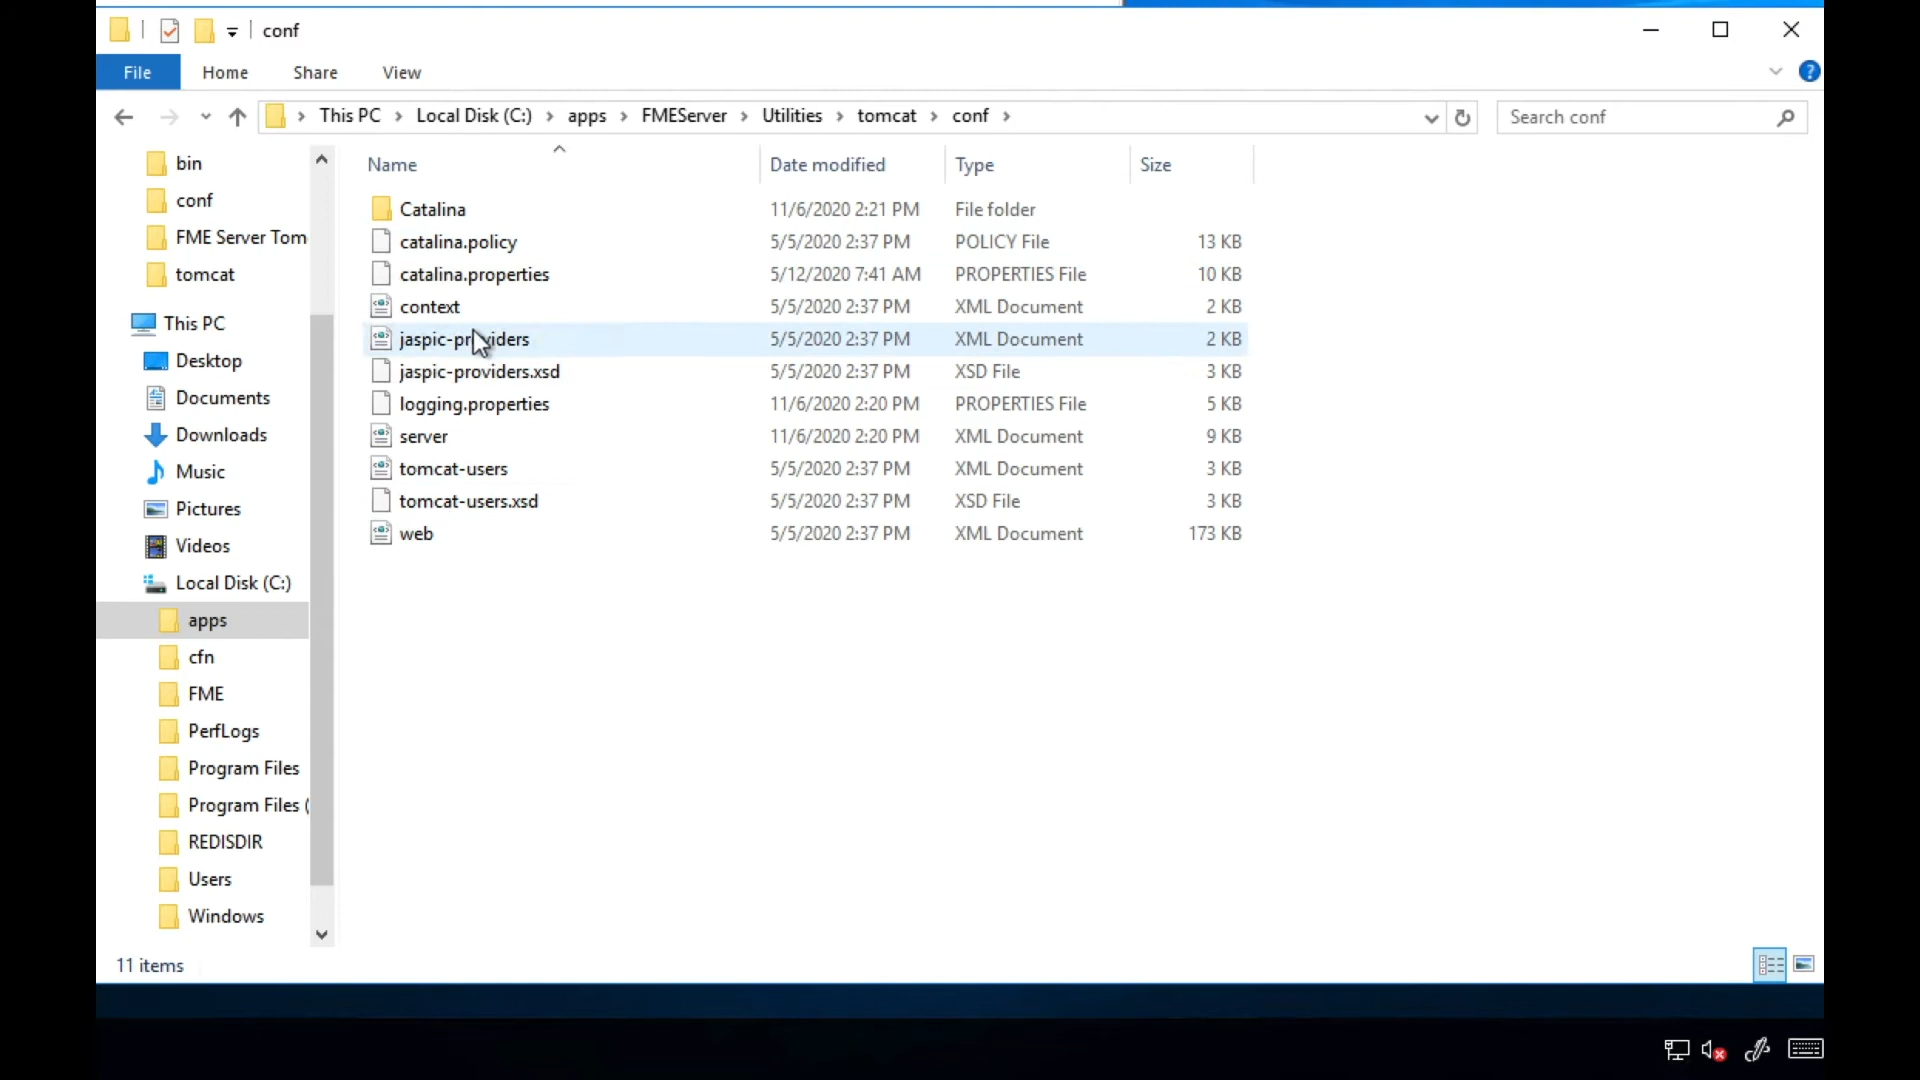 conf
File Home Share View
This PC Local Disk (C:) apps FMEServer Utilities tomcat conf Search conf
bin
conf
FME Server Tom
tomcat
This PC
Desktop
Documents
Downloads
Music
Pictures
Videos
Local Disk (C:)
apps
cfn
FME
PerfLogs
Program Files
Program Files (
REDISDIR
Users
Windows
Name Date modified Type Size
Catalina 11/6/2020 2:21 PM File folder
catalina.policy 5/5/2020 2:37 PM POLICY File 13 KB
catalina.properties 5/12/2020 7:41 AM PROPERTIES File 10 KB
context 5/5/2020 2:37 PM XML Document 2 KB
jaspic-providers 5/5/2020 2:37 PM XML Document 2 KB
jaspic-providers.xsd 5/5/2020 2:37 PM XSD File 3 KB
logging.properties 11/6/2020 2:20 PM PROPERTIES File 5 KB
server 11/6/2020 2:20 PM XML Document 9 KB
tomcat-users 5/5/2020 2:37 PM XML Document 3 KB
tomcat-users.xsd 5/5/2020 2:37 PM XSD File 3 KB
web 5/5/2020 2:37 PM XML Document 173 KB
11 items